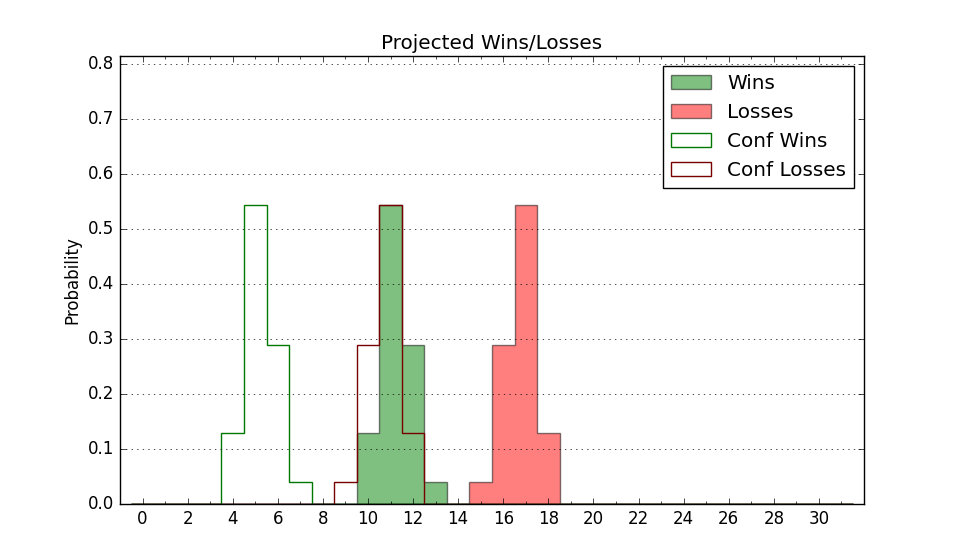 Projected Wins/Losses
Probability
0.8
0.7
0.6
0.5
0.4
0.3
0.2
0.1
0.0
Wins
Losses
Conf Wins
Conf Losses
0 2 4 6 8 10 12 14 16 18 20 22 24 26 28 30